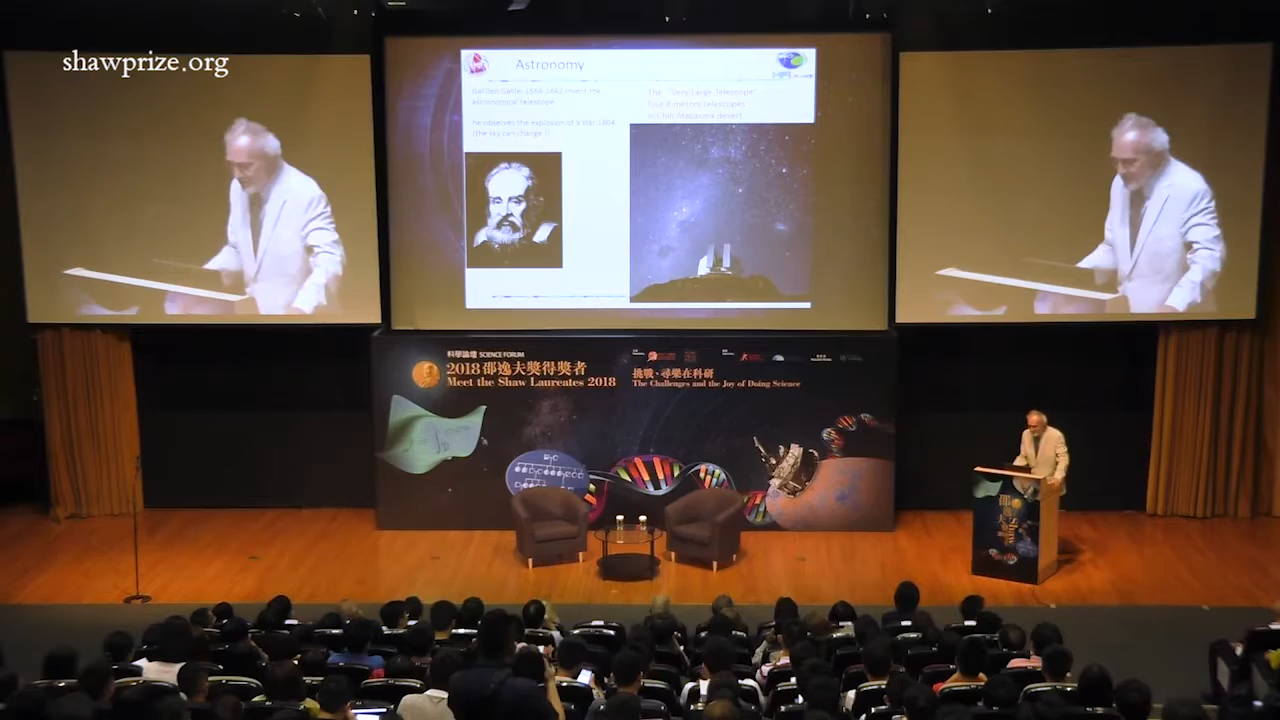 shawprize.org
Astronomy
Galileo Galilei 1564-1642 invent the
astronomical telescope
he observes the explosion of a star 1604
(the sky can change !)
The "Very Large Telescope"
four 8 meters telescopes
in Chili Atacama desert
科學論壇 SCIENCE FORUM
2018 邵逸夫獎得獎者
Meet the Shaw Laureates 2018
挑戰·尋樂在科研
The Challenges and the Joy of Doing Science